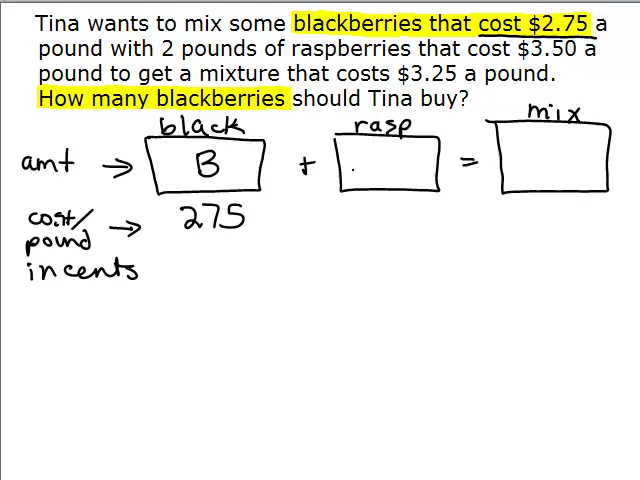 Tina wants to mix some blackberries that cost $2.75 a
pound with 2 pounds of raspberries that cost $3.50 a
pound to get a mixture that costs $3.25 a pound.
How many blackberries should Tina buy?
black rasp mix
amt → B + =
cost/ → 275
pound
in cents